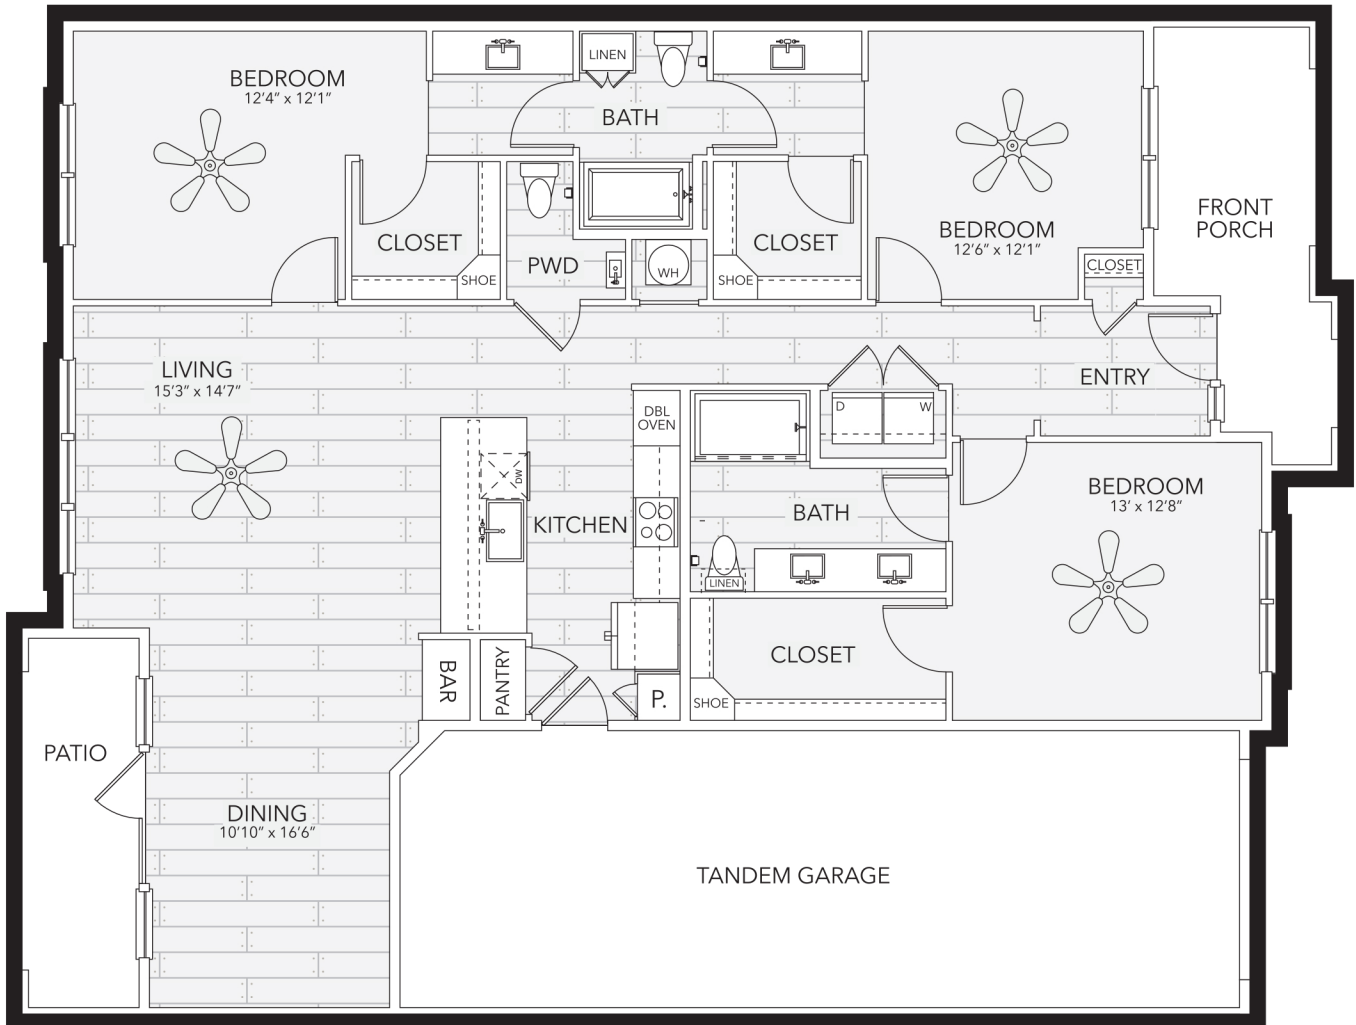 BEDROOM
12'4" x 12'1"
LINEN
BATH
CLOSET
SHOE
PWD
WH
CLOSET
SHOE
BEDROOM
12'6" x 12'1"
CLOSET
FRONT
PORCH
LIVING
15'3" x 14'7"
ENTRY
DBL
OVEN
D
W
DW
KITCHEN
BATH
LINEN
BEDROOM
13' x 12'8"
CLOSET
SHOE
BAR
PANTRY
P.
PATIO
DINING
10'10" x 16'6"
TANDEM GARAGE